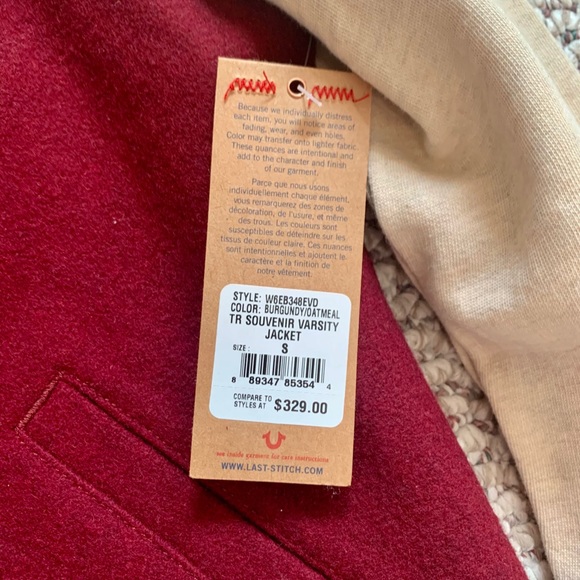 Because we individually distress
each item, you will notice areas of
fading, wear, and even holes.
Color may transfer onto lighter fabric.
These quances are intentional and
add to the character and finish
of our garment.
Parce que nous usons
individuellement chaque élément,
vous remarquerez des zones de
décoloration, de l'usure, et même
des trous. Les couleurs sont
susceptibles de déteindre sur les
tissus de couleur claire. Ces nuances
sont intentionnelles et ajoutent le
caractère et la finition de
notre vêtement.
STYLE: W6EB348EVD
COLOR: BURGUNDY/OATMEAL
TR SOUVENIR VARSITY
JACKET
SIZE: S
8 89347 85354 4
COMPARE TO
STYLES AT $329.00
see inside garment for care instructions
WWW.LAST-STITCH.COM